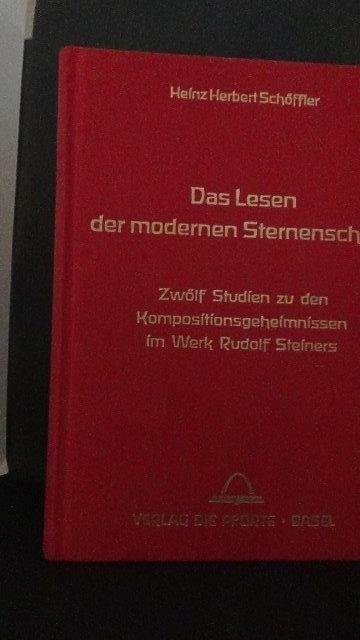 Heinz Herbert Schöffler
Das Lesen
der modernen Sternensch
Zwölf Studien zu den
Kompositionsgeheimnissen
im Werk Rudolf Steiners
VERLAG DIE PFORTE · BASEL